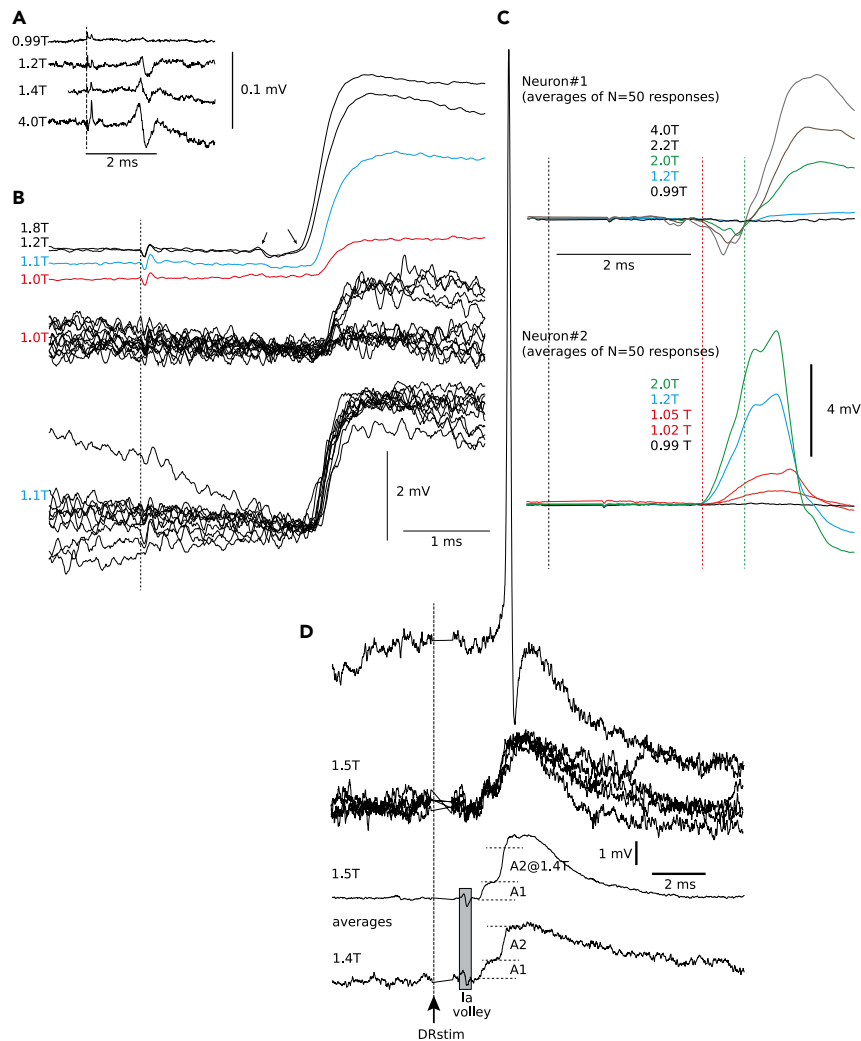 A
0.99T
1.2T
1.4T
4.0T
0.1 mV
2 ms
B
1.8T
1.2T
1.1T
1.0T
1.0T
1.1T
2 mV
1 ms
C
Neuron#1
(averages of N=50 responses)
4.0T
2.2T
2.0T
1.2T
0.99T
2 ms
Neuron#2
(averages of N=50 responses)
2.0T
1.2T
1.05 T
1.02 T
0.99 T
4 mV
D
1.5T
1 mV
2 ms
1.5T
A2@1.4T
A1
averages
1.4T
A2
A1
Ia
volley
DRstim